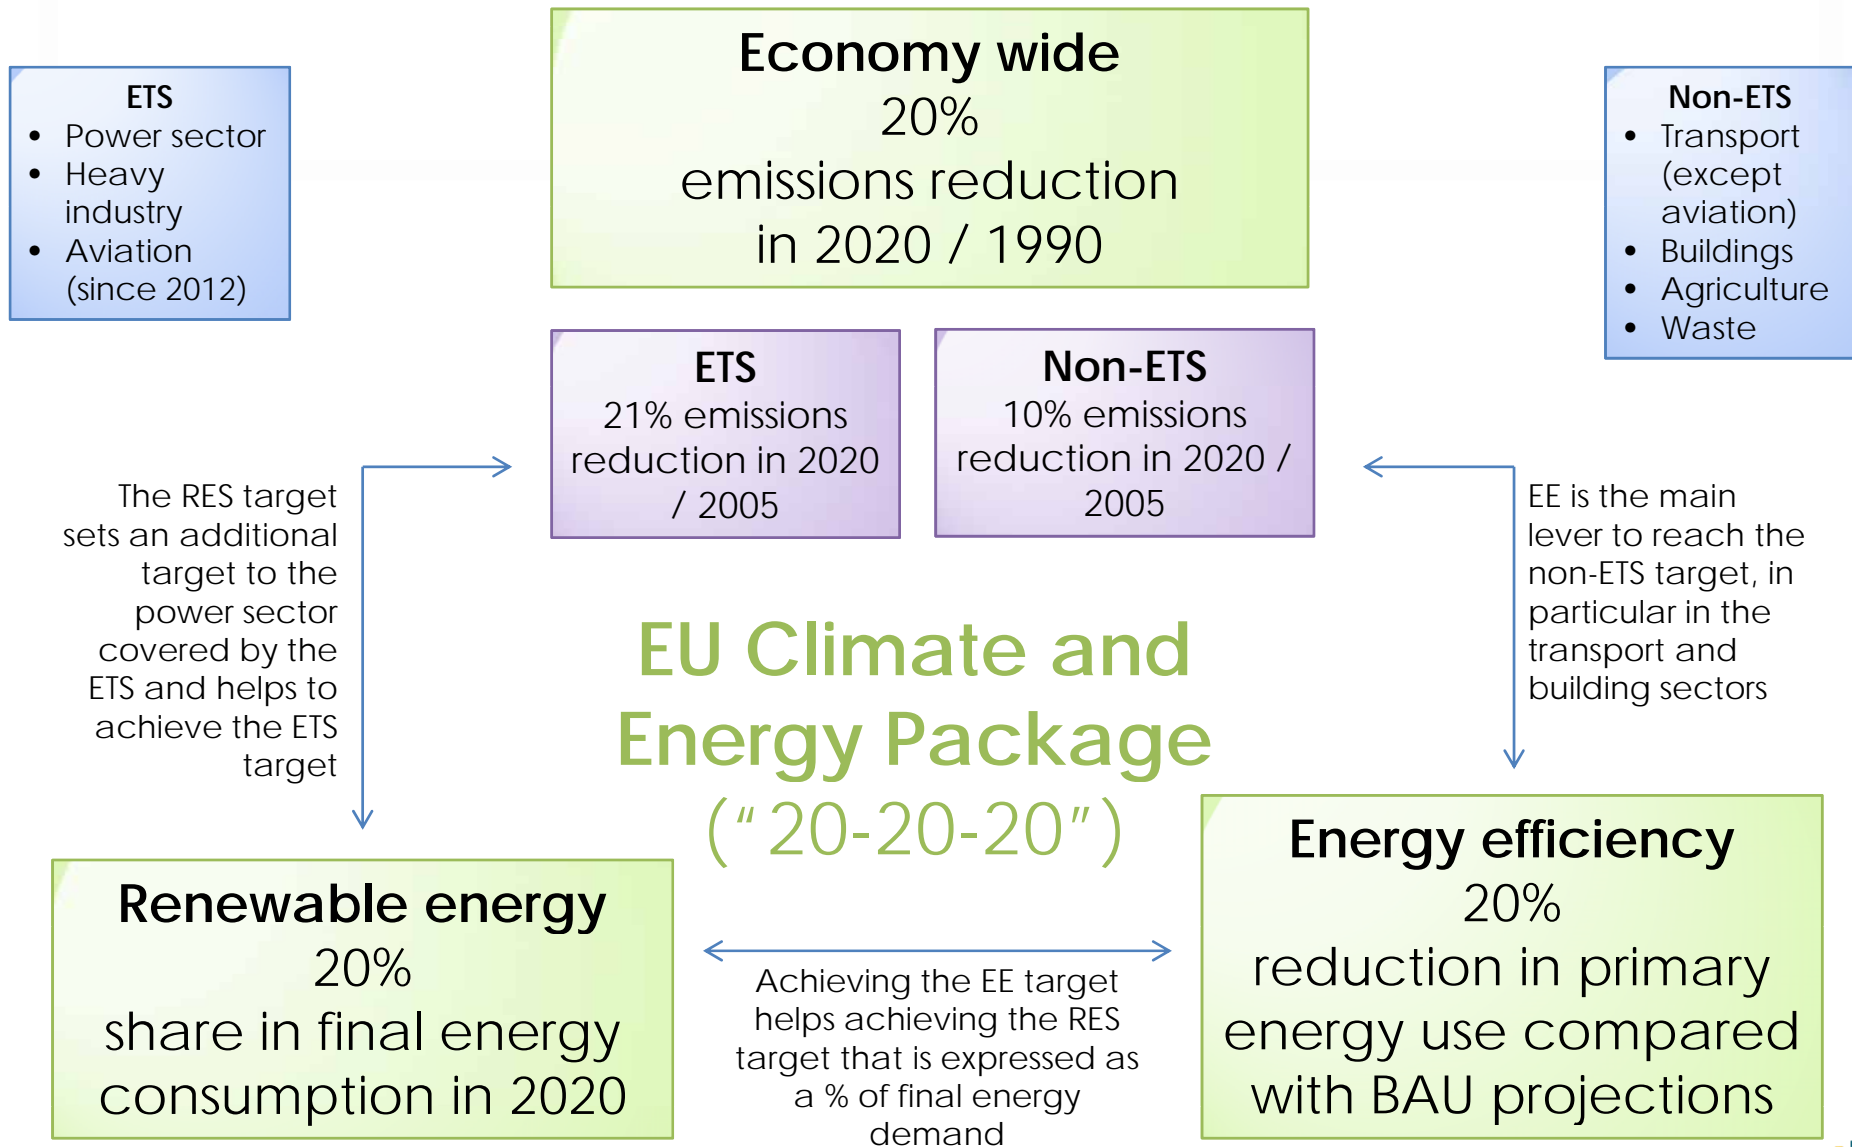 Economy wide
20%
emissions reduction
in 2020 / 1990
ETS
• Power sector
• Heavy
industry
• Aviation
(since 2012)
Non-ETS
• Transport
(except
aviation)
• Buildings
• Agriculture
• Waste
ETS
21% emissions
reduction in 2020
/ 2005
Non-ETS
10% emissions
reduction in 2020 /
2005
The RES target
sets an additional
target to the
power sector
covered by the
ETS and helps to
achieve the ETS
target
EE is the main
lever to reach the
non-ETS target, in
particular in the
transport and
building sectors
EU Climate and
Energy Package
(“20-20-20”)
Renewable energy
20%
share in final energy
consumption in 2020
Achieving the EE target
helps achieving the RES
target that is expressed as
a % of final energy
demand
Energy efficiency
20%
reduction in primary
energy use compared
with BAU projections